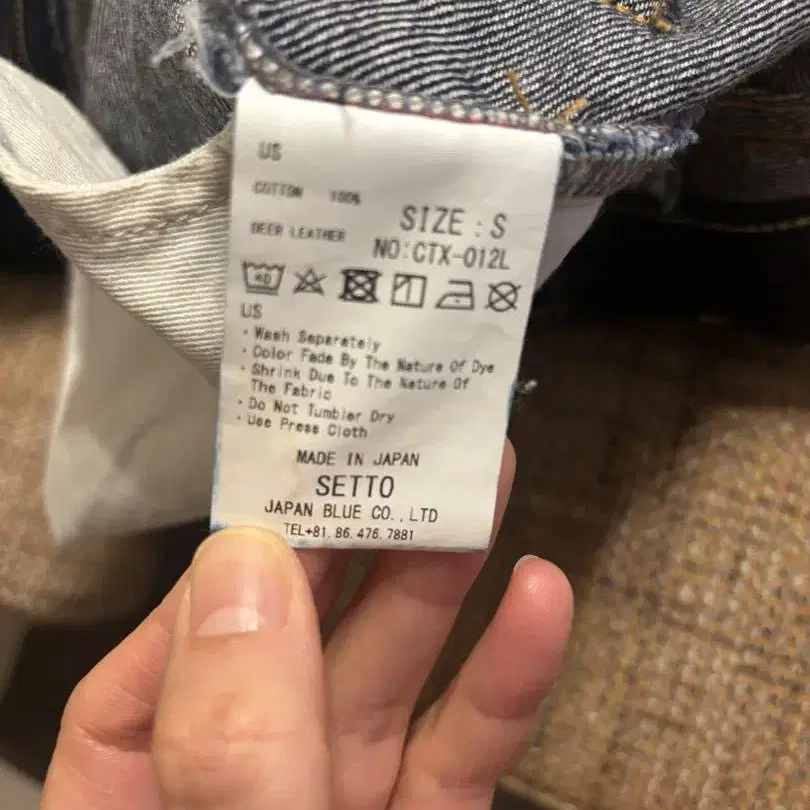 US
COTTON 100%
DEER LEATHER
SIZE : S
NO:CTX-012L
40
US
・Wash Separately
・Color Fade By The Nature Of Dye
・Shrink Due To The Nature Of
The Fabric
・Do Not Tumbler Dry
・Use Press Cloth
MADE IN JAPAN
SETTO
JAPAN BLUE CO.,LTD
TEL+81.86.476.7881